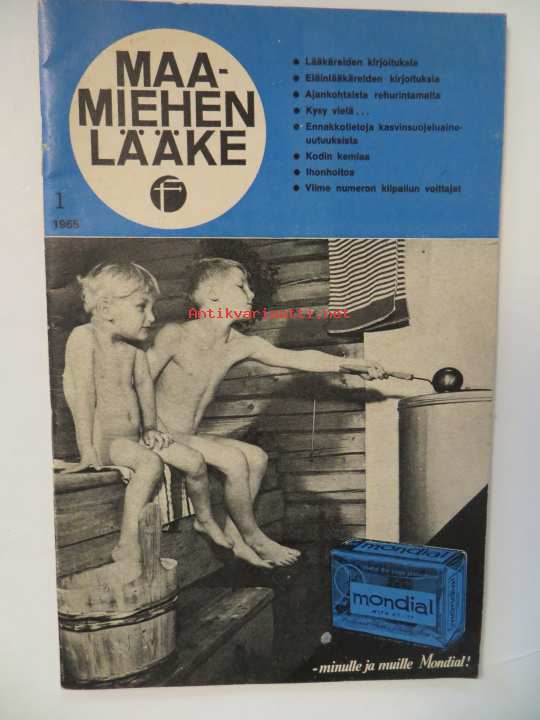 MAA-
MIEHEN
LÄÄKE
1
1965
• Lääkäreiden kirjoituksia
• Eläinlääkäreiden kirjoituksia
• Ajankohtaista rehurintamalta
• Kysy vielä...
• Ennakkotietoja kasvinsuojeluaine-
uutuuksista
• Kodin kemiaa
• Ihonhoitoa
• Viime numeron kilpailun voittajat
Antikvariaatti.net
mondial
mondial
-minulle ja muille Mondial!